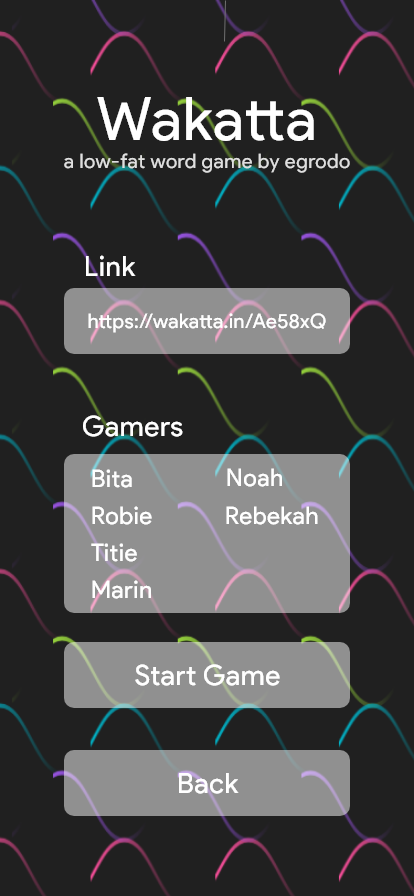 Wakatta
a low-fat word game by egrodo
Link
https://wakatta.in/Ae58xQ
Gamers
Bita
Robie
Titie
Marin
Noah
Rebekah
Start Game
Back